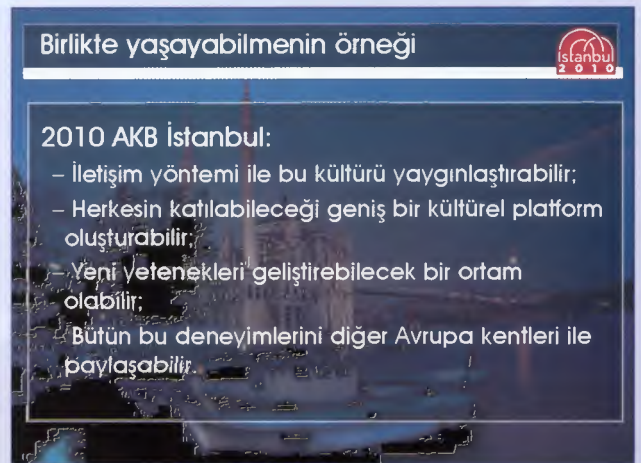 Birlikte yaşayabilmenin örneği
istanbul
2010
2010 AKB İstanbul:
– İletişim yöntemi ile bu kültürü yaygınlaştırabilir;
– Herkesin katılabileceği geniş bir kültürel platform
oluşturabilir;
– Yeni yetenekleri geliştirebilecek bir ortam
olabilir;
– Bütün bu deneyimlerini diğer Avrupa kentleri ile
paylaşabilir.